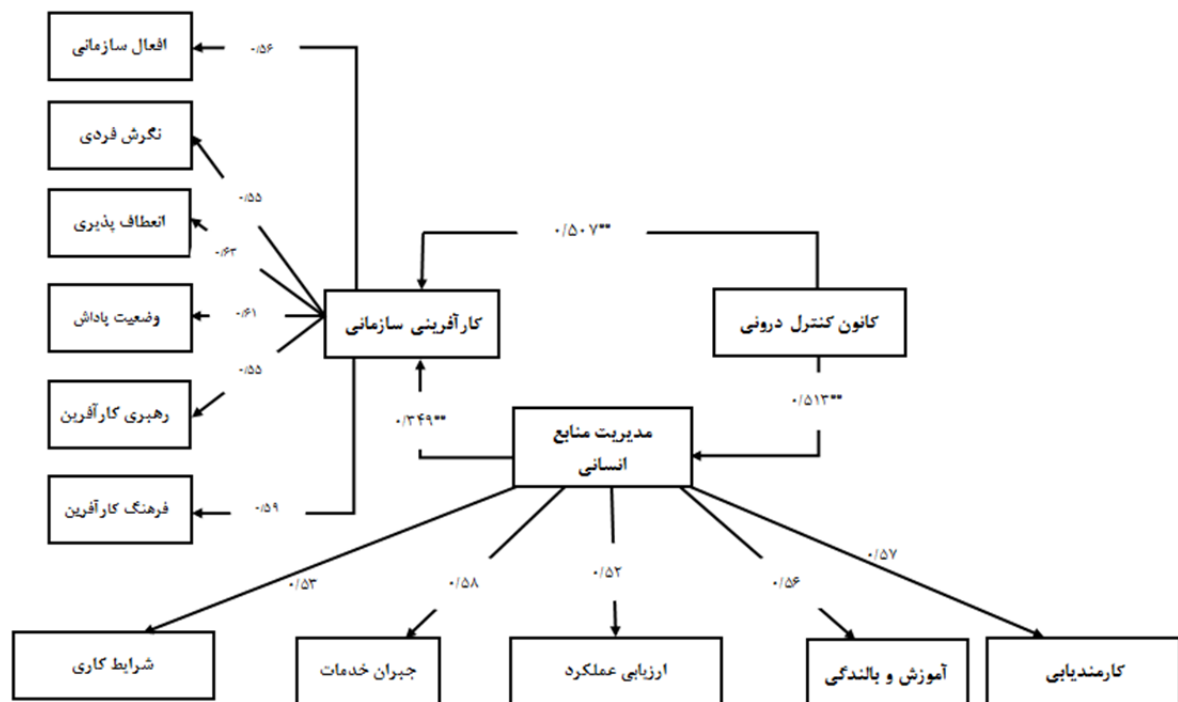 افعال سازمانی
۰/۵۶
نگرش فردی
۰/۵۵
انعطاف پذیری
۰/۶۳
۰/۵۰۷**
وضعیت پاداش
۰/۶۱
کارآفرینی سازمانی
کانون کنترل درونی
۰/۵۵
رهبری کارآفرین
۰/۳۴۹**
۰/۵۱۳**
مدیریت منابع
انسانی
فرهنگ کارآفرین
۰/۵۹
۰/۵۷
۰/۵۶
۰/۵۲
۰/۵۸
۰/۵۳
کارمندیابی
آموزش و بالندگی
ارزیابی عملکرد
جبران خدمات
شرایط کاری